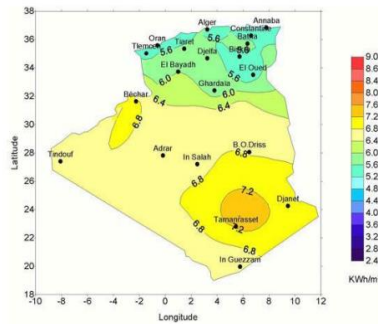 38
36
34
32
30
28
26
24
22
20
18
Latitude
-10 -8 -6 -4 -2 0 2 4 6 8 10 12
Longitude
Alger
Annaba
Constantine
Oran
Tiaret
Batna
Tlemcen
Djelfa
Biskra
El Bayadh
El Oued
Ghardaia
Béchar
Tindouf
Adrar
In Salah
B.O.Driss
Djanet
Tamanrasset
In Guezzam
5.6
5.6
5.6
6.0
6.0
6.4
6.4
6.8
6.8
6.8
6.8
6.8
7.2
7.2
9.0
8.6
8.2
8.0
7.6
7.2
6.8
6.4
6.0
5.6
5.2
4.8
4.4
4.0
3.6
3.2
2.8
2.4
KWh/m